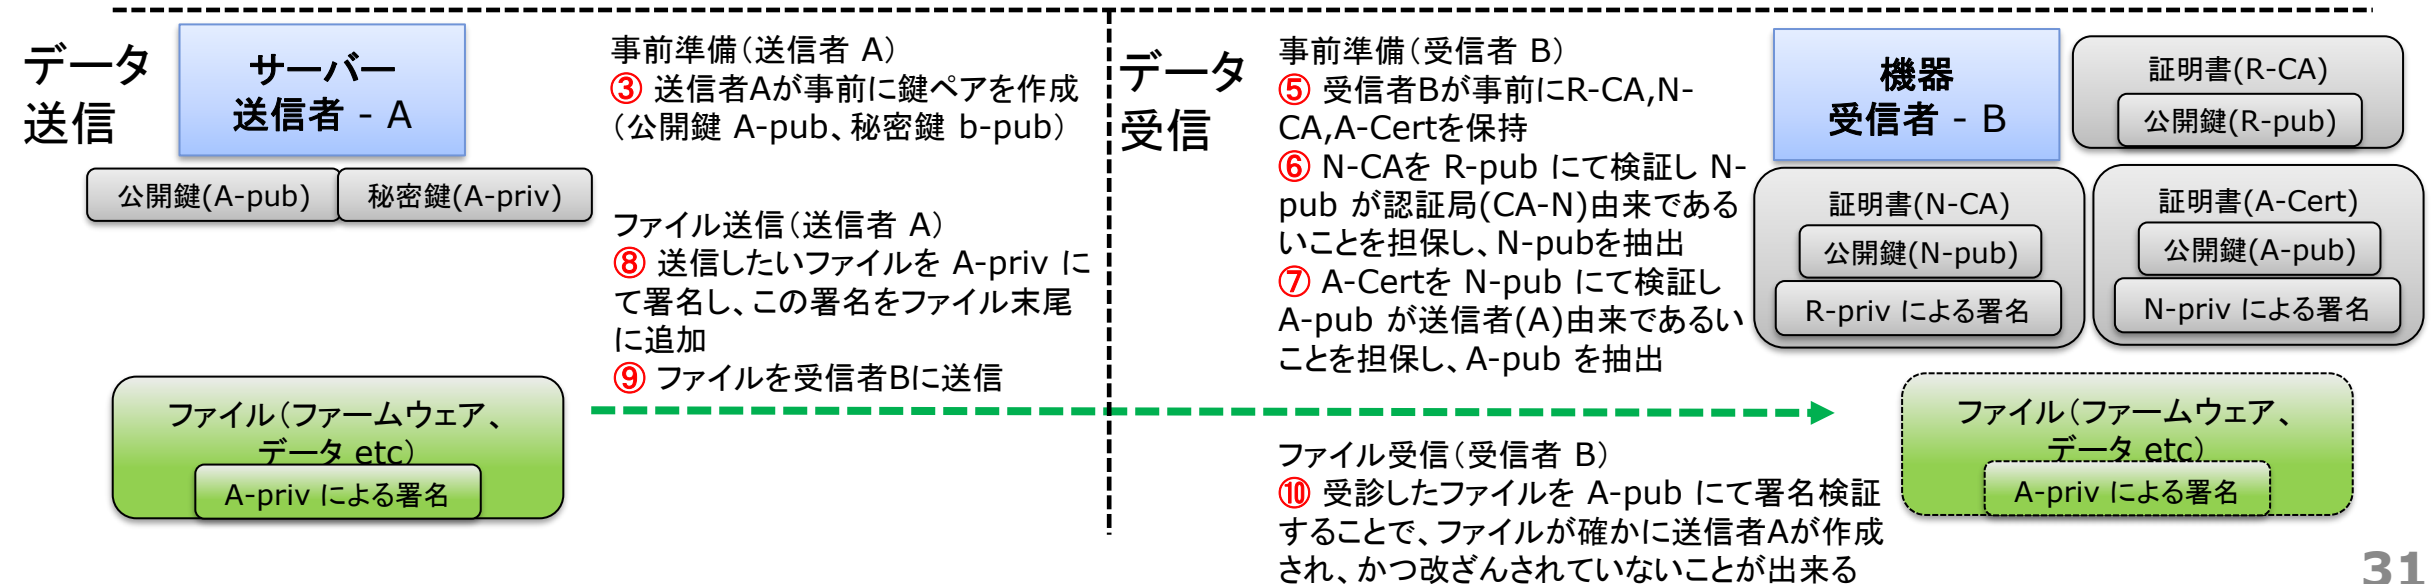 データ
送信
サーバー
送信者 - A
公開鍵(A-pub)
秘密鍵(A-priv)
事前準備(送信者 A)
③ 送信者Aが事前に鍵ペアを作成
(公開鍵 A-pub、秘密鍵 b-pub)
ファイル送信(送信者 A)
⑧ 送信したいファイルを A-priv に
て署名し、この署名をファイル末尾
に追加
⑨ ファイルを受信者Bに送信
ファイル(ファームウェア、
データ etc)
A-priv による署名
データ
受信
事前準備(受信者 B)
⑤ 受信者Bが事前にR-CA,N-
CA,A-Certを保持
⑥ N-CAを R-pub にて検証し N-
pub が認証局(CA-N)由来である
いことを担保し、N-pubを抽出
⑦ A-Certを N-pub にて検証し
A-pub が送信者(A)由来であるい
ことを担保し、A-pub を抽出
機器
受信者 - B
証明書(R-CA)
公開鍵(R-pub)
証明書(N-CA)
公開鍵(N-pub)
R-priv による署名
証明書(A-Cert)
公開鍵(A-pub)
N-priv による署名
ファイル受信(受信者 B)
⑩ 受診したファイルを A-pub にて署名検証
することで、ファイルが確かに送信者Aが作成
され、かつ改ざんされていないことが出来る
ファイル(ファームウェア、
データ etc)
A-priv による署名
31